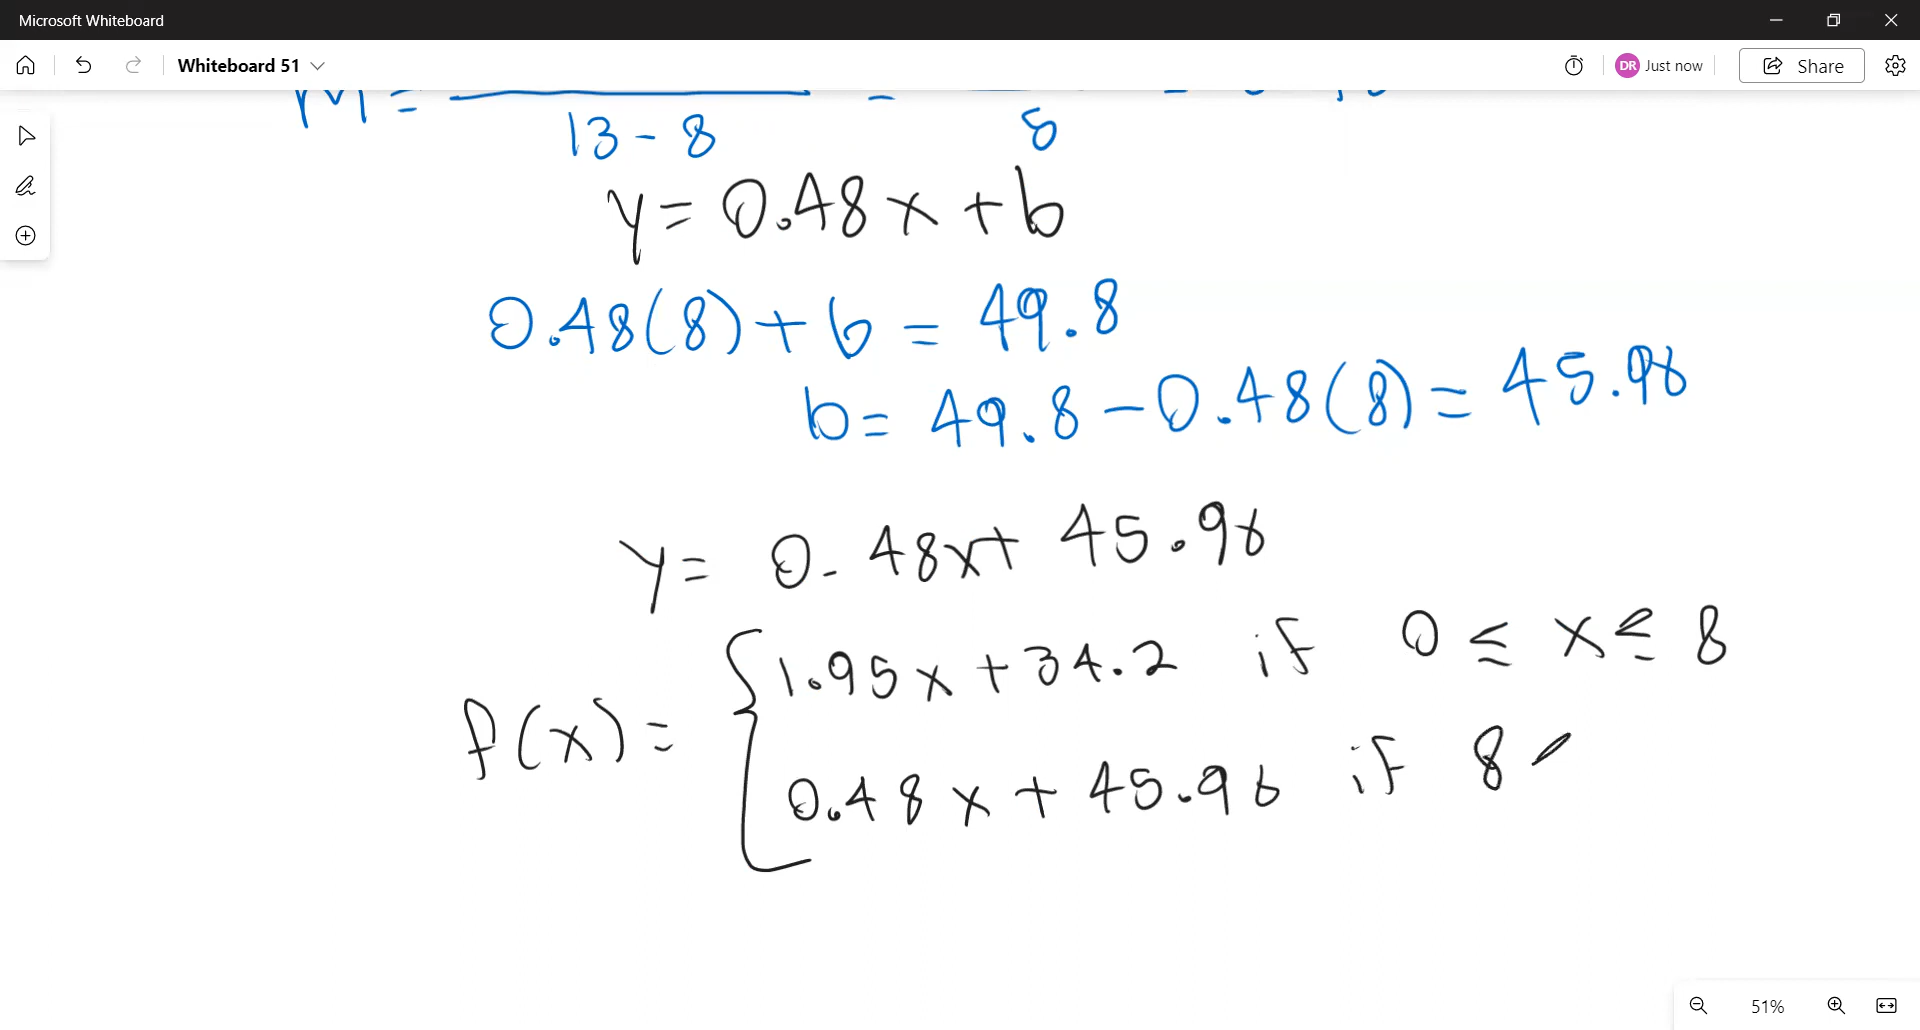 Microsoft Whiteboard
Whiteboard 51
DR Just now
Share
M =
13 - 8
5
y = 0.48x + b
0.48(8) + b = 49.8
b = 49.8 - 0.48(8) = 45.96
y = 0.48x + 45.96
f(x) =
1.95x + 34.2 if 0 ≤ x ≤ 8
0.48x + 45.96 if 8
51%